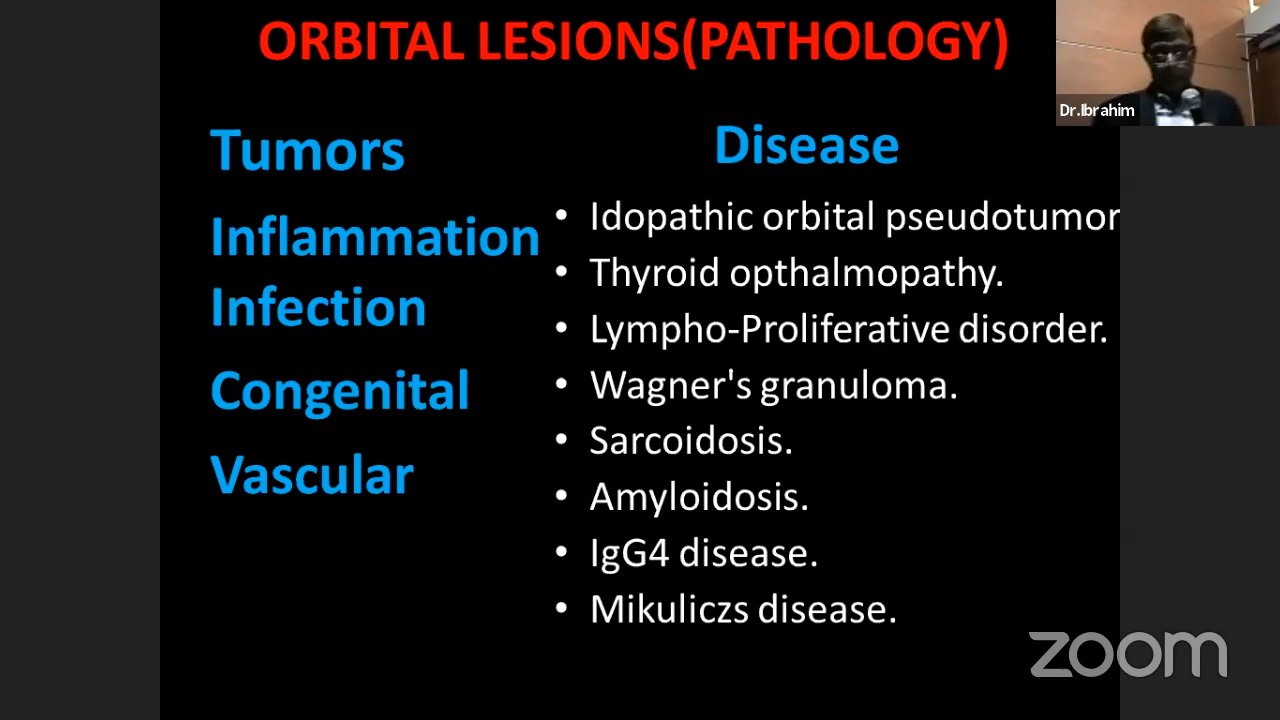 ORBITAL LESIONS(PATHOLOGY)
Dr.Ibrahim
Tumors
Inflammation
Infection
Congenital
Vascular
Disease
• Idopathic orbital pseudotumor
• Thyroid opthalmopathy.
• Lympho-Proliferative disorder.
• Wagner's granuloma.
• Sarcoidosis.
• Amyloidosis.
• IgG4 disease.
• Mikuliczs disease.
zoom